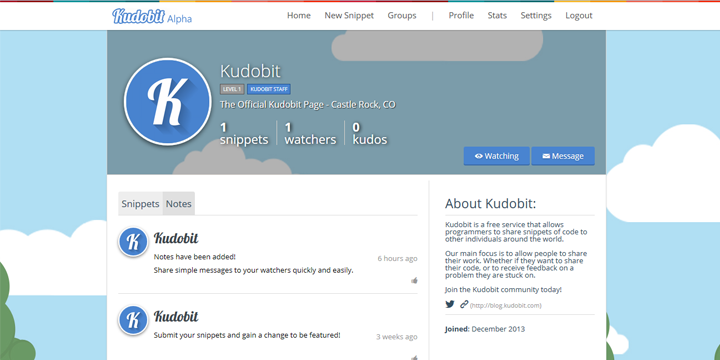 Kudobit Alpha
Home New Snippet Groups | Profile Stats Settings Logout
K
Kudobit
LEVEL 1 KUDOBIT STAFF
The Official Kudobit Page - Castle Rock, CO
1 snippets
1 watchers
0 kudos
Watching
Message
Snippets Notes
K
Kudobit
Notes have been added!
Share simple messages to your watchers quickly and easily.
6 hours ago
K
Kudobit
Submit your snippets and gain a change to be featured!
3 weeks ago
About Kudobit:
Kudobit is a free service that allows
programmers to share snippets of code to
other individuals around the world.
Our main focus is to allow people to share
their work. Whether if they want to share
their code, or to receive feedback on a
problem they are stuck on.
Join the Kudobit community today!
(http://blog.kudobit.com)
Joined: December 2013